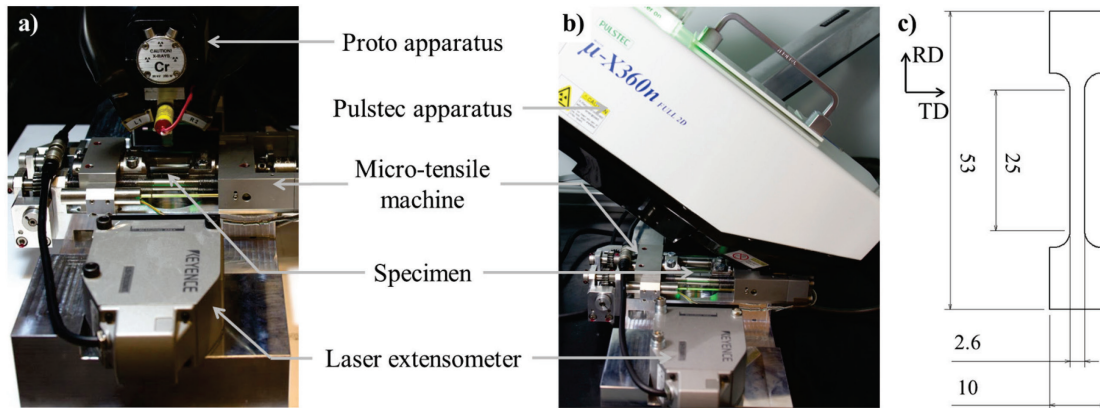 a)
CAUTION
X-RAYS
Cr
KEYENCE
Proto apparatus
Pulstec apparatus
Micro-tensile
machine
Specimen
Laser extensometer
b)
PULSTEC
μ-X360n FULL 2D
KEYENCE
c)
RD
TD
53
25
2.6
10